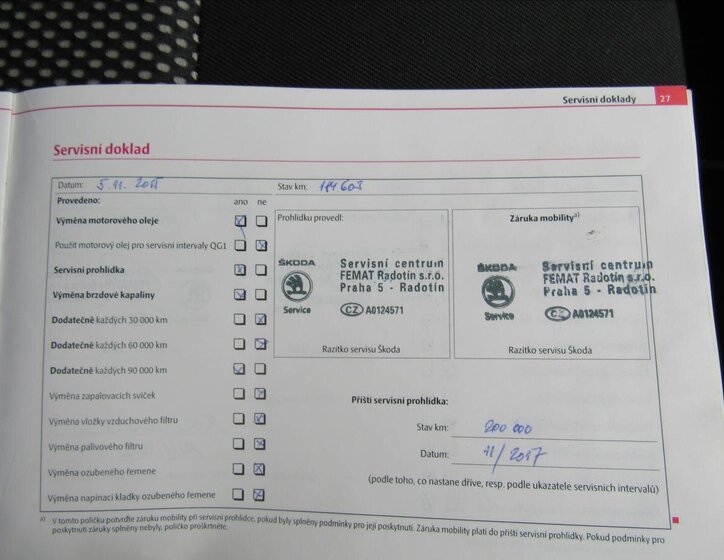 Servisní doklady 27
Servisní doklad
Datum: 5. 11. 2015 Stav km: 184 603
Provedeno: ano ne
Výměna motorového oleje
Použit motorový olej pro servisní intervaly QG1
Servisní prohlídka
Výměna brzdové kapaliny
Dodatečně každých 30 000 km
Dodatečně každých 60 000 km
Dodatečně každých 90 000 km
Výměna zapalovacích svíček
Výměna vložky vzduchového filtru
Výměna palivového filtru
Výměna ozubeného řemene
Výměna napínací kladky ozubeného řemene
Prohlídku provedl:
ŠKODA
Service
Servisní centrum
FEMAT Radotín s.r.o.
Praha 5 - Radotín
CZ A0124571
Razítko servisu Škoda
Záruka mobility a)
ŠKODA
Service
Servisní centrum
FEMAT Radotín s.r.o.
Praha 5 - Radotín
CZ A0124571
Razítko servisu Škoda
Příští servisní prohlídka:
Stav km: 200 000
Datum: 11/2017
(podle toho, co nastane dříve, resp. podle ukazatele servisních intervalů)
a) V tomto políčku potvrďte záruku mobility při servisní prohlídce, pokud byly splněny podmínky pro její poskytnutí. Záruka mobility platí do příští servisní prohlídky. Pokud podmínky pro
poskytnutí záruky splněny nebyly, políčko proškrtněte.